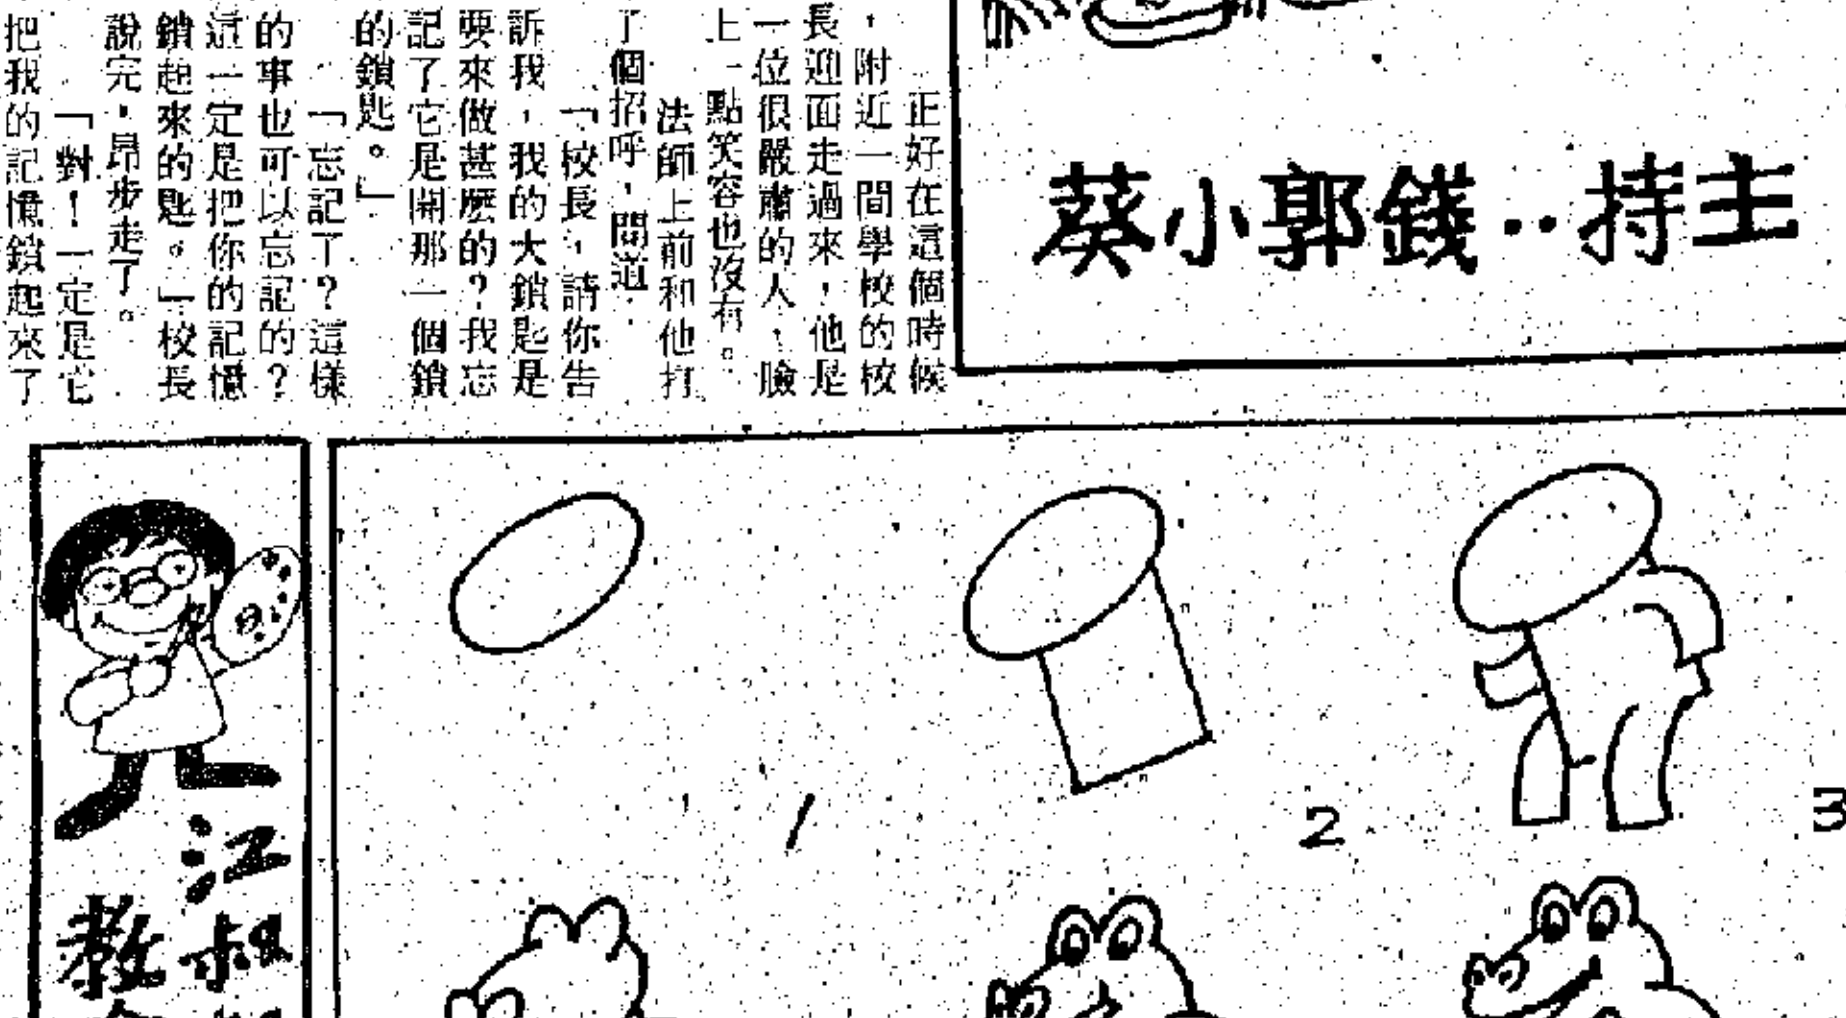 主持：錢郭小葵
正好在這個時候
，附近一間學校的校
長迎面走過來，他是
一位很嚴肅的人，臉
上一點笑容也沒有。
法師上前和他打
了個招呼，問道：
「校長，請你告
訴我，我的大鎖匙是
要來做甚麼的？我忘
記了它是開那一個鎖
的鎖匙。」
「忘記了？這樣
的事也可以忘記的？
這一定是把你的記憶
鎖起來的匙。」校長
說完，昂步走了。
「對！一定是它
把我的記憶鎖起來了
1
2
3
江叔
教